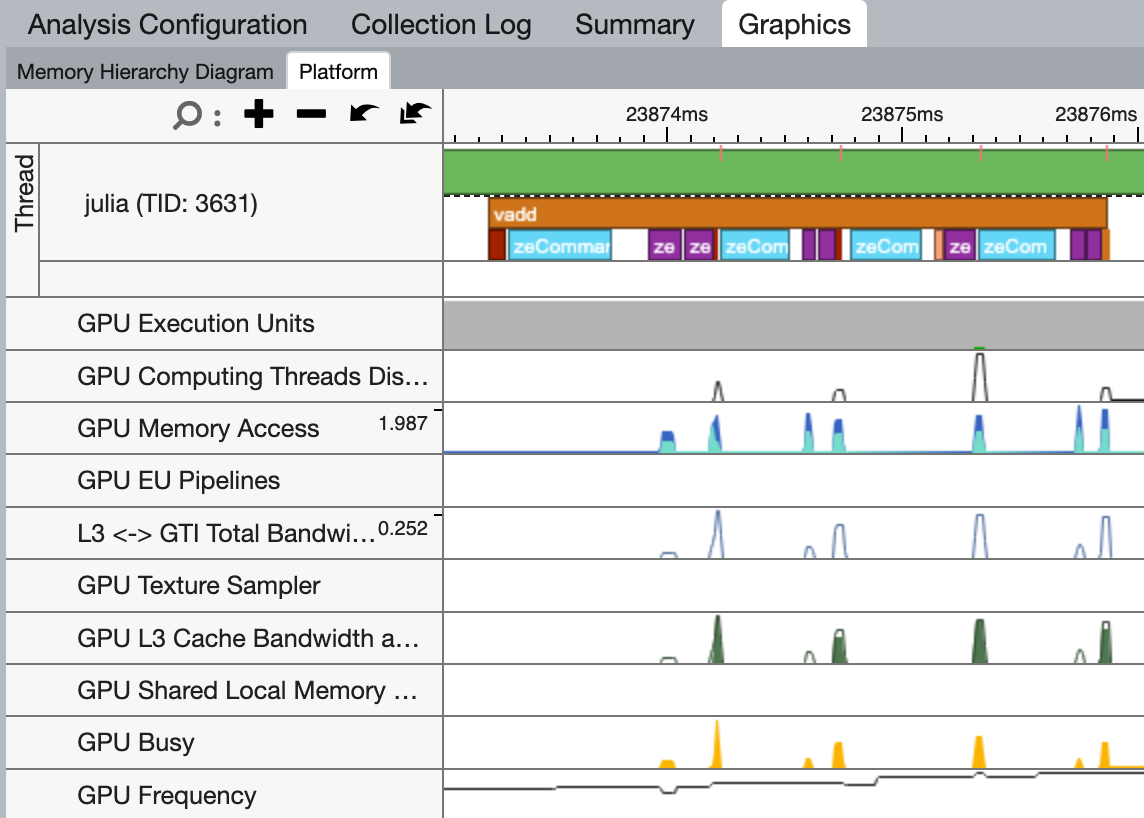 Analysis Configuration Collection Log Summary Graphics
Memory Hierarchy Diagram Platform
: 23874ms 23875ms 23876ms
Thread
julia (TID: 3631)
vadd
zeCommar ze ze zeCom zeCom ze zeCom
GPU Execution Units
GPU Computing Threads Dis...
GPU Memory Access 1.987
GPU EU Pipelines
L3 <-> GTI Total Bandwi... 0.252
GPU Texture Sampler
GPU L3 Cache Bandwidth a...
GPU Shared Local Memory ...
GPU Busy
GPU Frequency